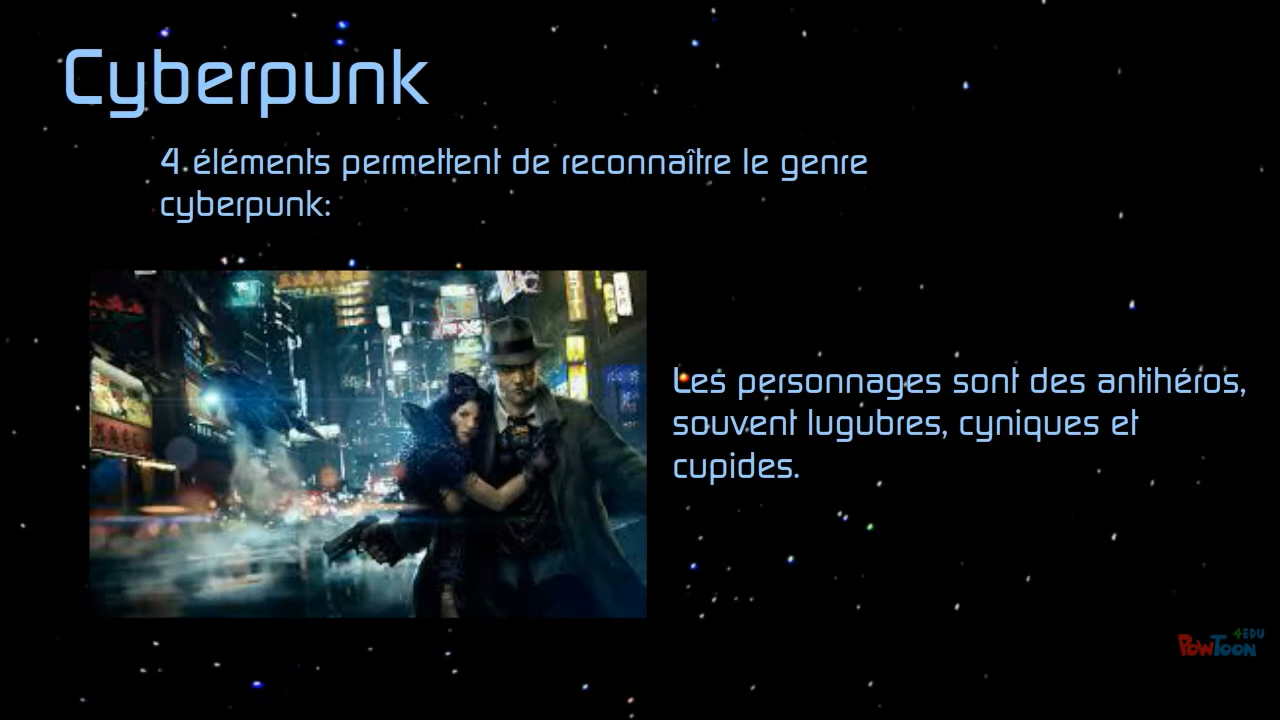 Cyberpunk
4 éléments permettent de reconnaître le genre
cyberpunk:
Les personnages sont des antihéros,
souvent lugubres, cyniques et
cupides.
4EDU
PowToon